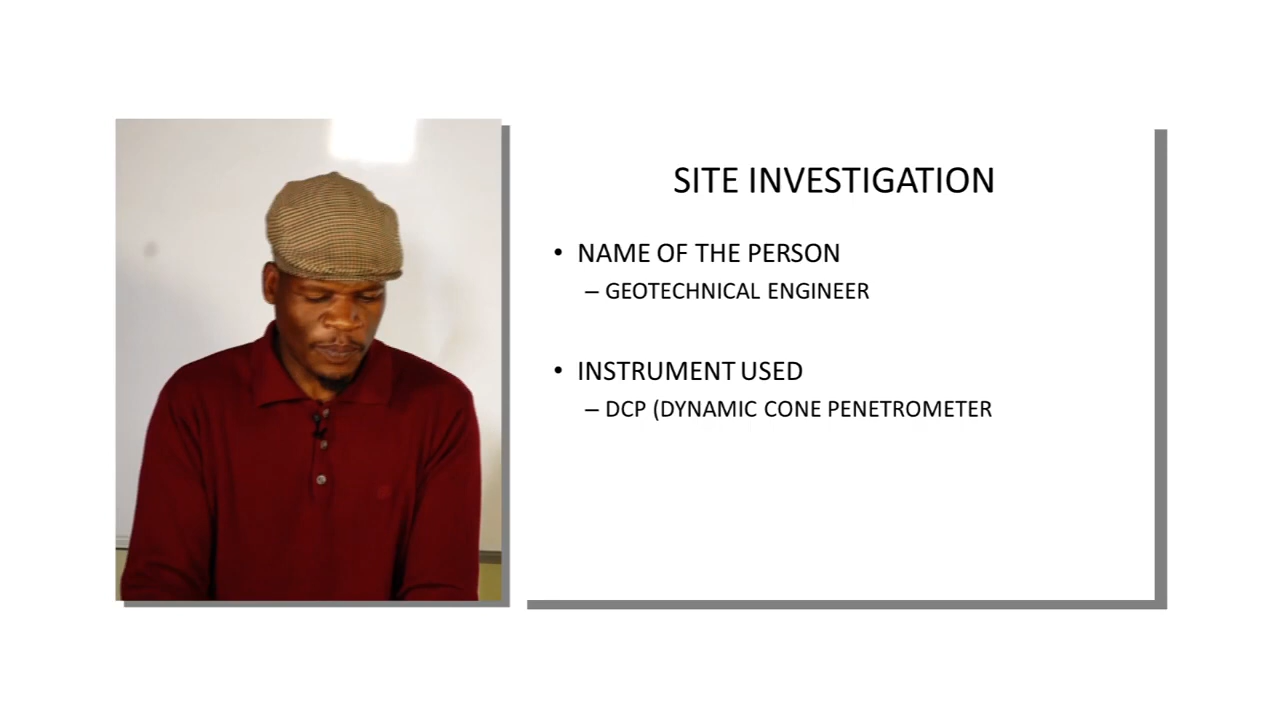 SITE INVESTIGATION
• NAME OF THE PERSON
– GEOTECHNICAL ENGINEER
• INSTRUMENT USED
– DCP (DYNAMIC CONE PENETROMETER